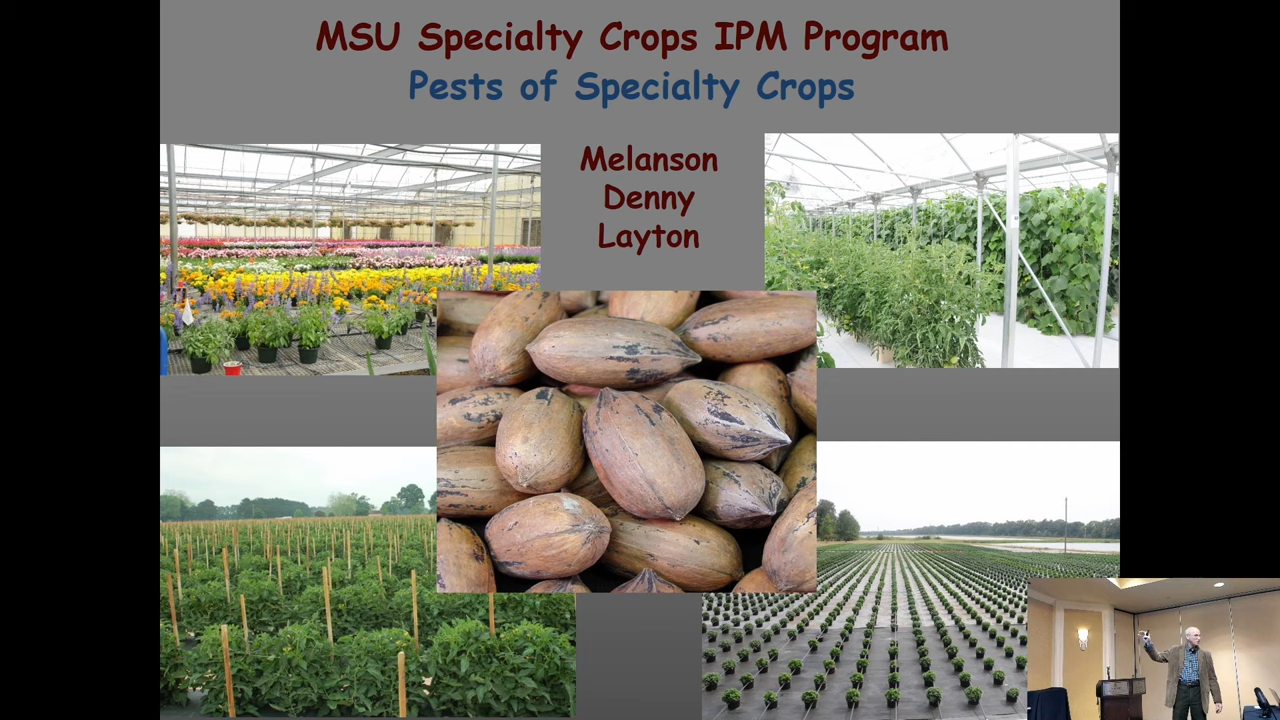 MSU Specialty Crops IPM Program
Pests of Specialty Crops
Melanson
Denny
Layton